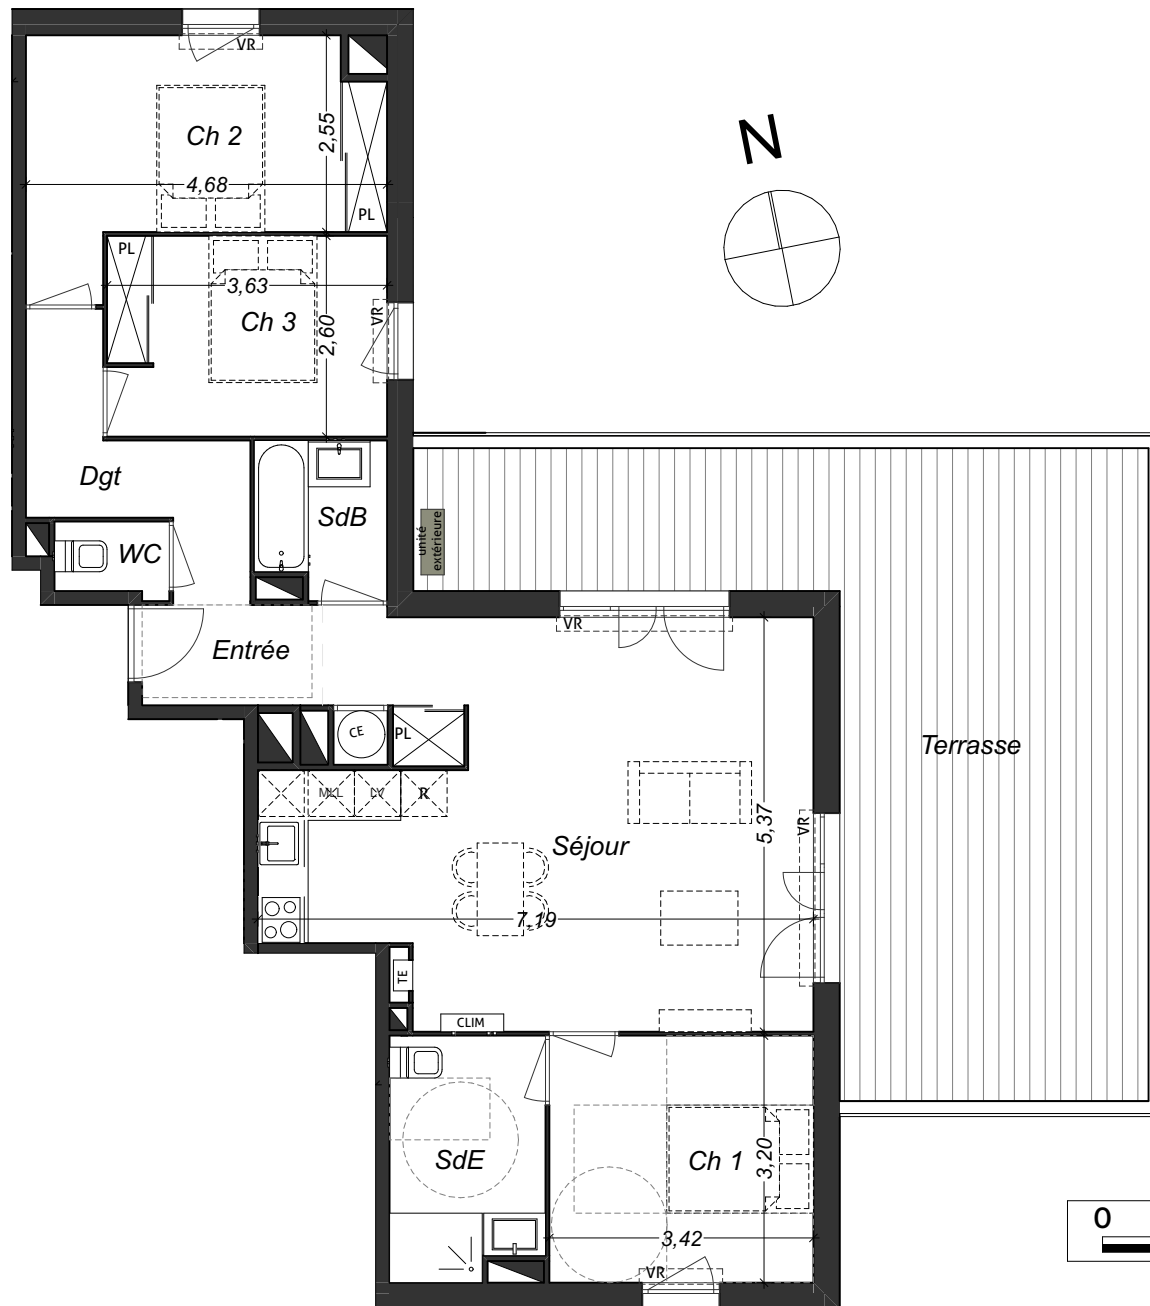 VR
N
Ch 2
2,55
4,68
PL
PL
3,63
Ch 3
2,60
VR
Dgt
SdB
unité
extérieure
WC
VR
Entrée
CE
PL
Terrasse
MLL
LV
R
VR
5,37
Séjour
7,19
TE
CLIM
SdE
Ch 1
3,20
0
3,42
VR